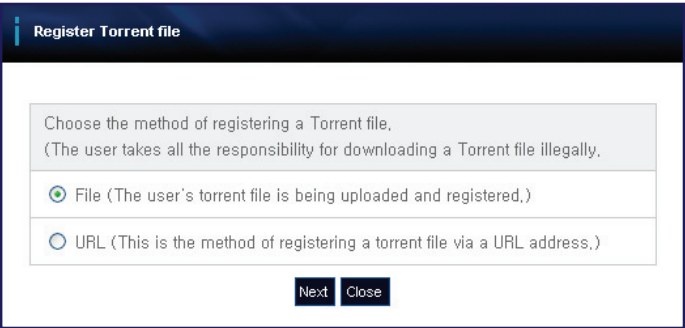 Register Torrent file
Choose the method of registering a Torrent file,
(The user takes all the responsibility for downloading a Torrent file illegally,
File (The user's torrent file is being uploaded and registered,)
URL (This is the method of registering a torrent file via a URL address,)
Next Close